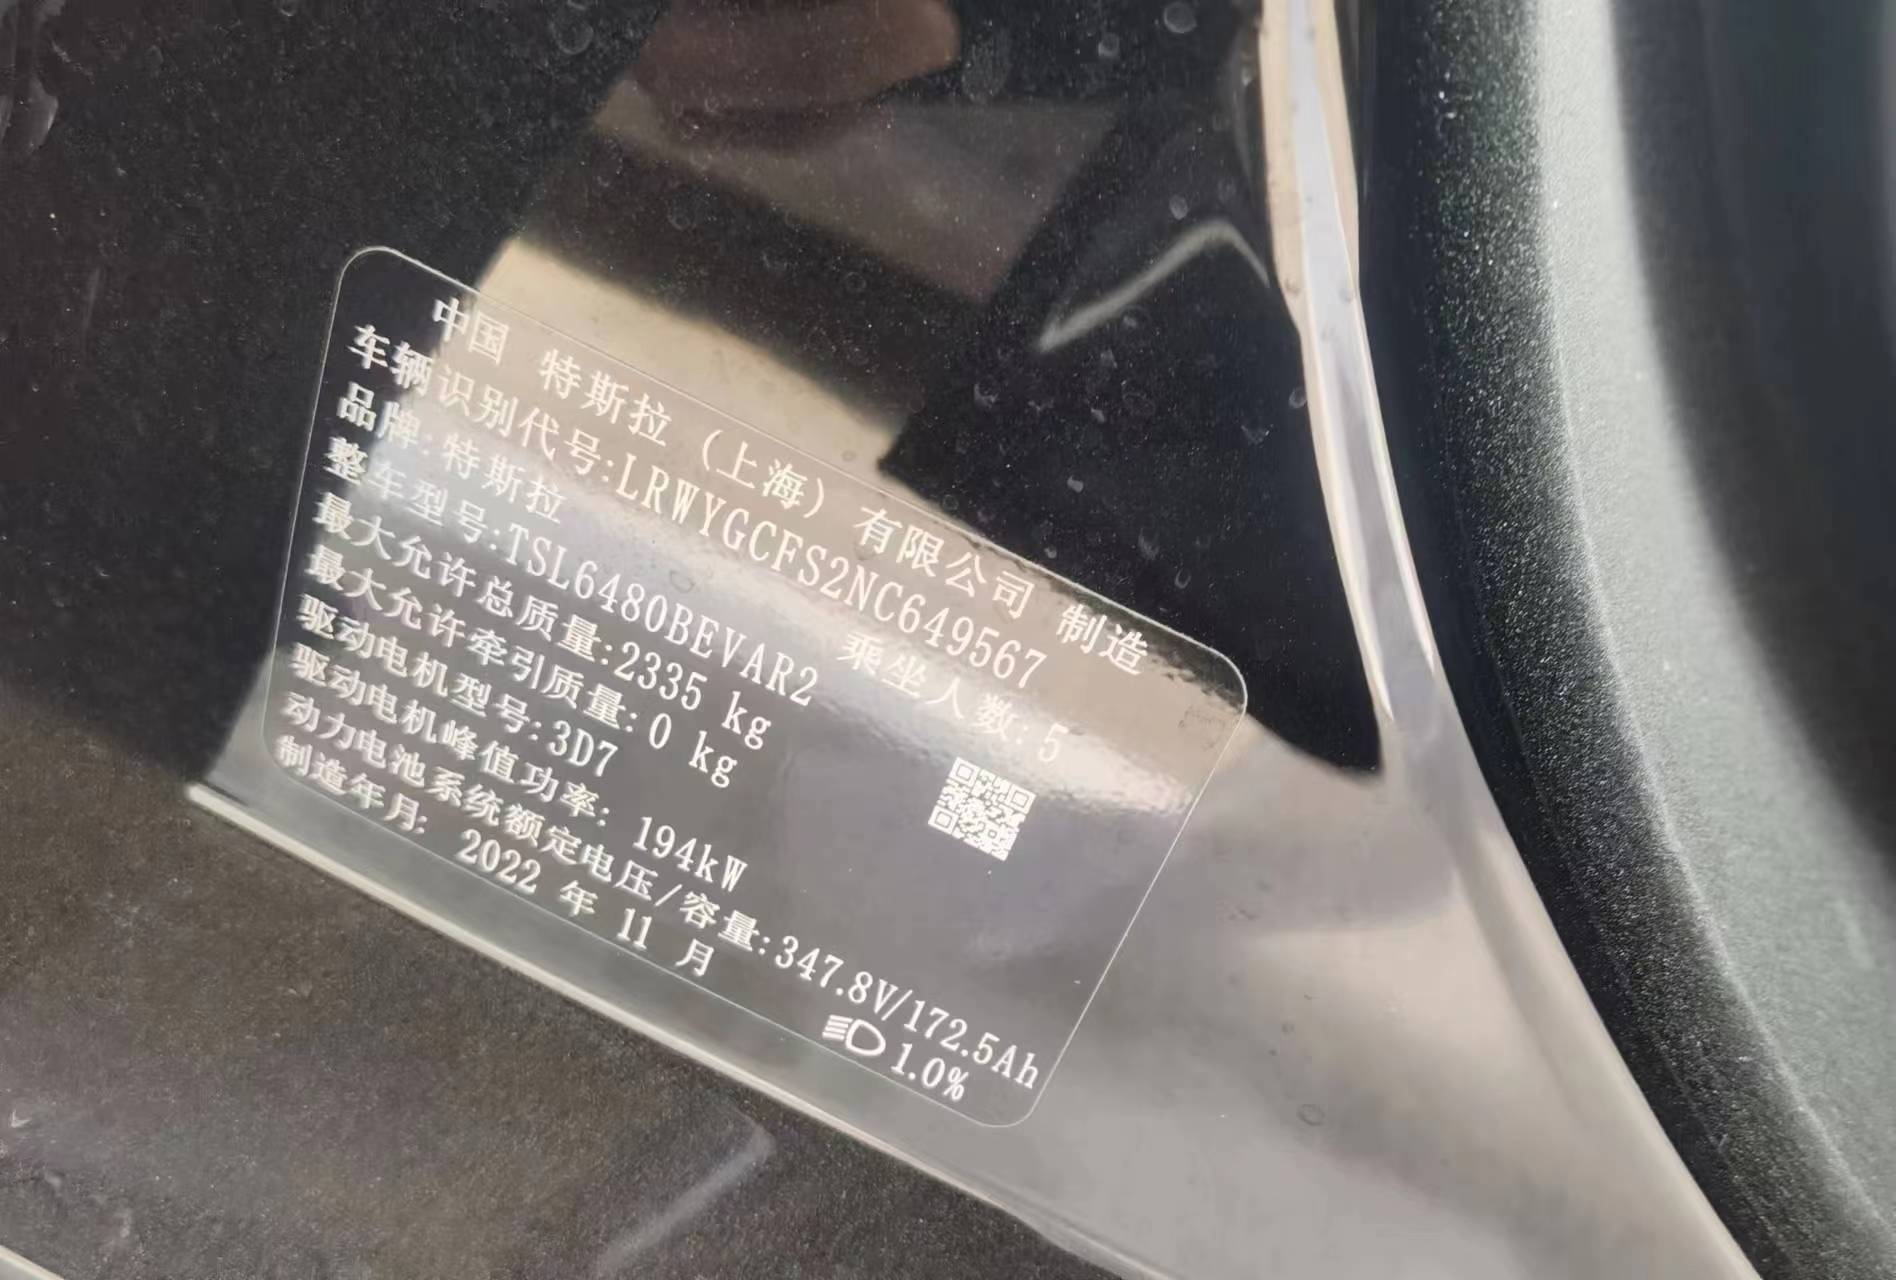 中国 特斯拉 (上海) 有限公司 制造
车辆识别代号:LRWYGCFS2NC649567
品牌:特斯拉
整车型号:TSL6480BEVAR2 乘坐人数:5
最大允许总质量:2335 kg
最大允许牵引质量: 0 kg
驱动电机型号:3D7
驱动电机峰值功率: 194kW
动力电池系统额定电压/容量:347.8V/172.5Ah
制造年月: 2022 年 11 月
1.0%